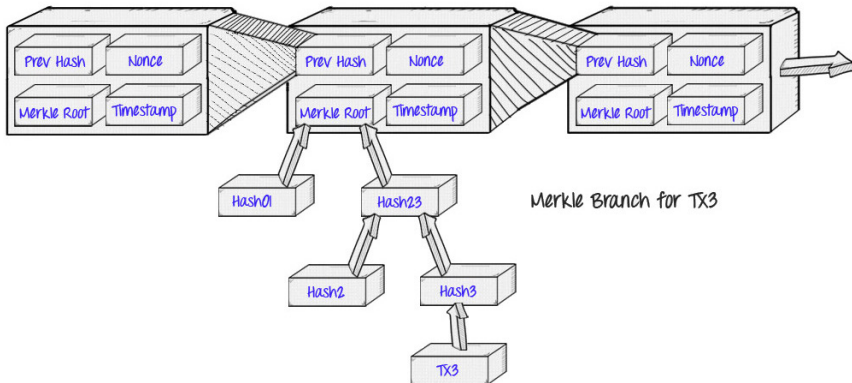 Prev Hash Nonce Prev Hash Nonce Prev Hash Nonce
Merkle Root Timestamp Merkle Root Timestamp Merkle Root Timestamp
Hash01 Hash23 Merkle Branch for TX3
Hash2 Hash3
TX3